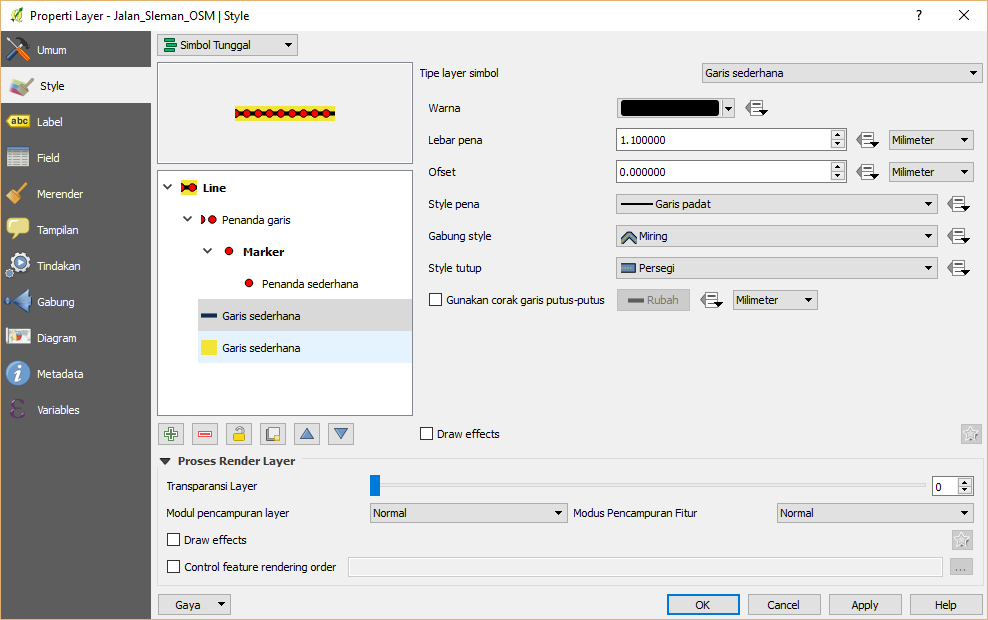 Properti Layer - Jalan_Sleman_OSM | Style
?
Umum
Style
abc Label
Field
Merender
Tampilan
Tindakan
Gabung
Diagram
Metadata
Variables
Simbol Tunggal
Line
Penanda garis
Marker
Penanda sederhana
Garis sederhana
Garis sederhana
Tipe layer simbol Garis sederhana
Warna
Lebar pena 1.100000 Milimeter
Ofset 0.000000 Milimeter
Style pena Garis padat
Gabung style Miring
Style tutup Persegi
Gunakan corak garis putus-putus Rubah Milimeter
Draw effects
Proses Render Layer
Transparansi Layer 0
Modul pencampuran layer Normal Modus Pencampuran Fitur Normal
Draw effects
Control feature rendering order ...
Gaya OK Cancel Apply Help